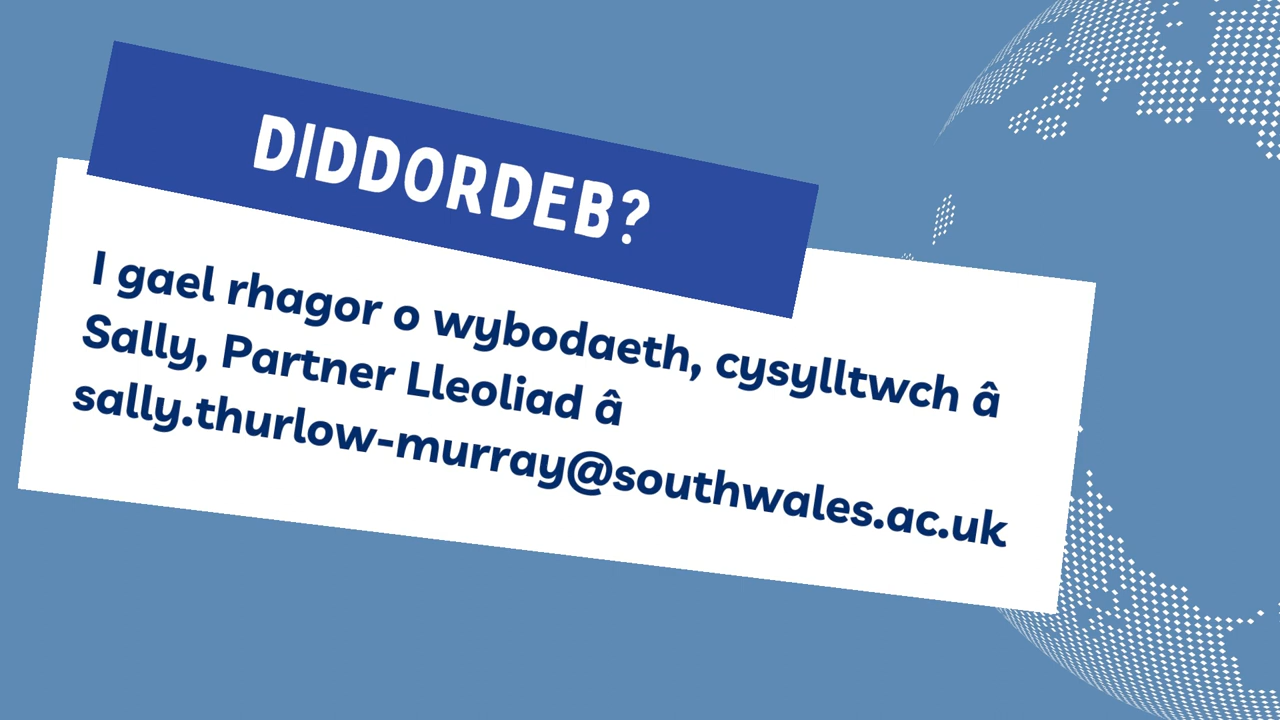 DIDDORDEB?
I gael rhagor o wybodaeth, cysylltwch â
Sally, Partner Lleoliad â
sally.thurlow-murray@southwales.ac.uk